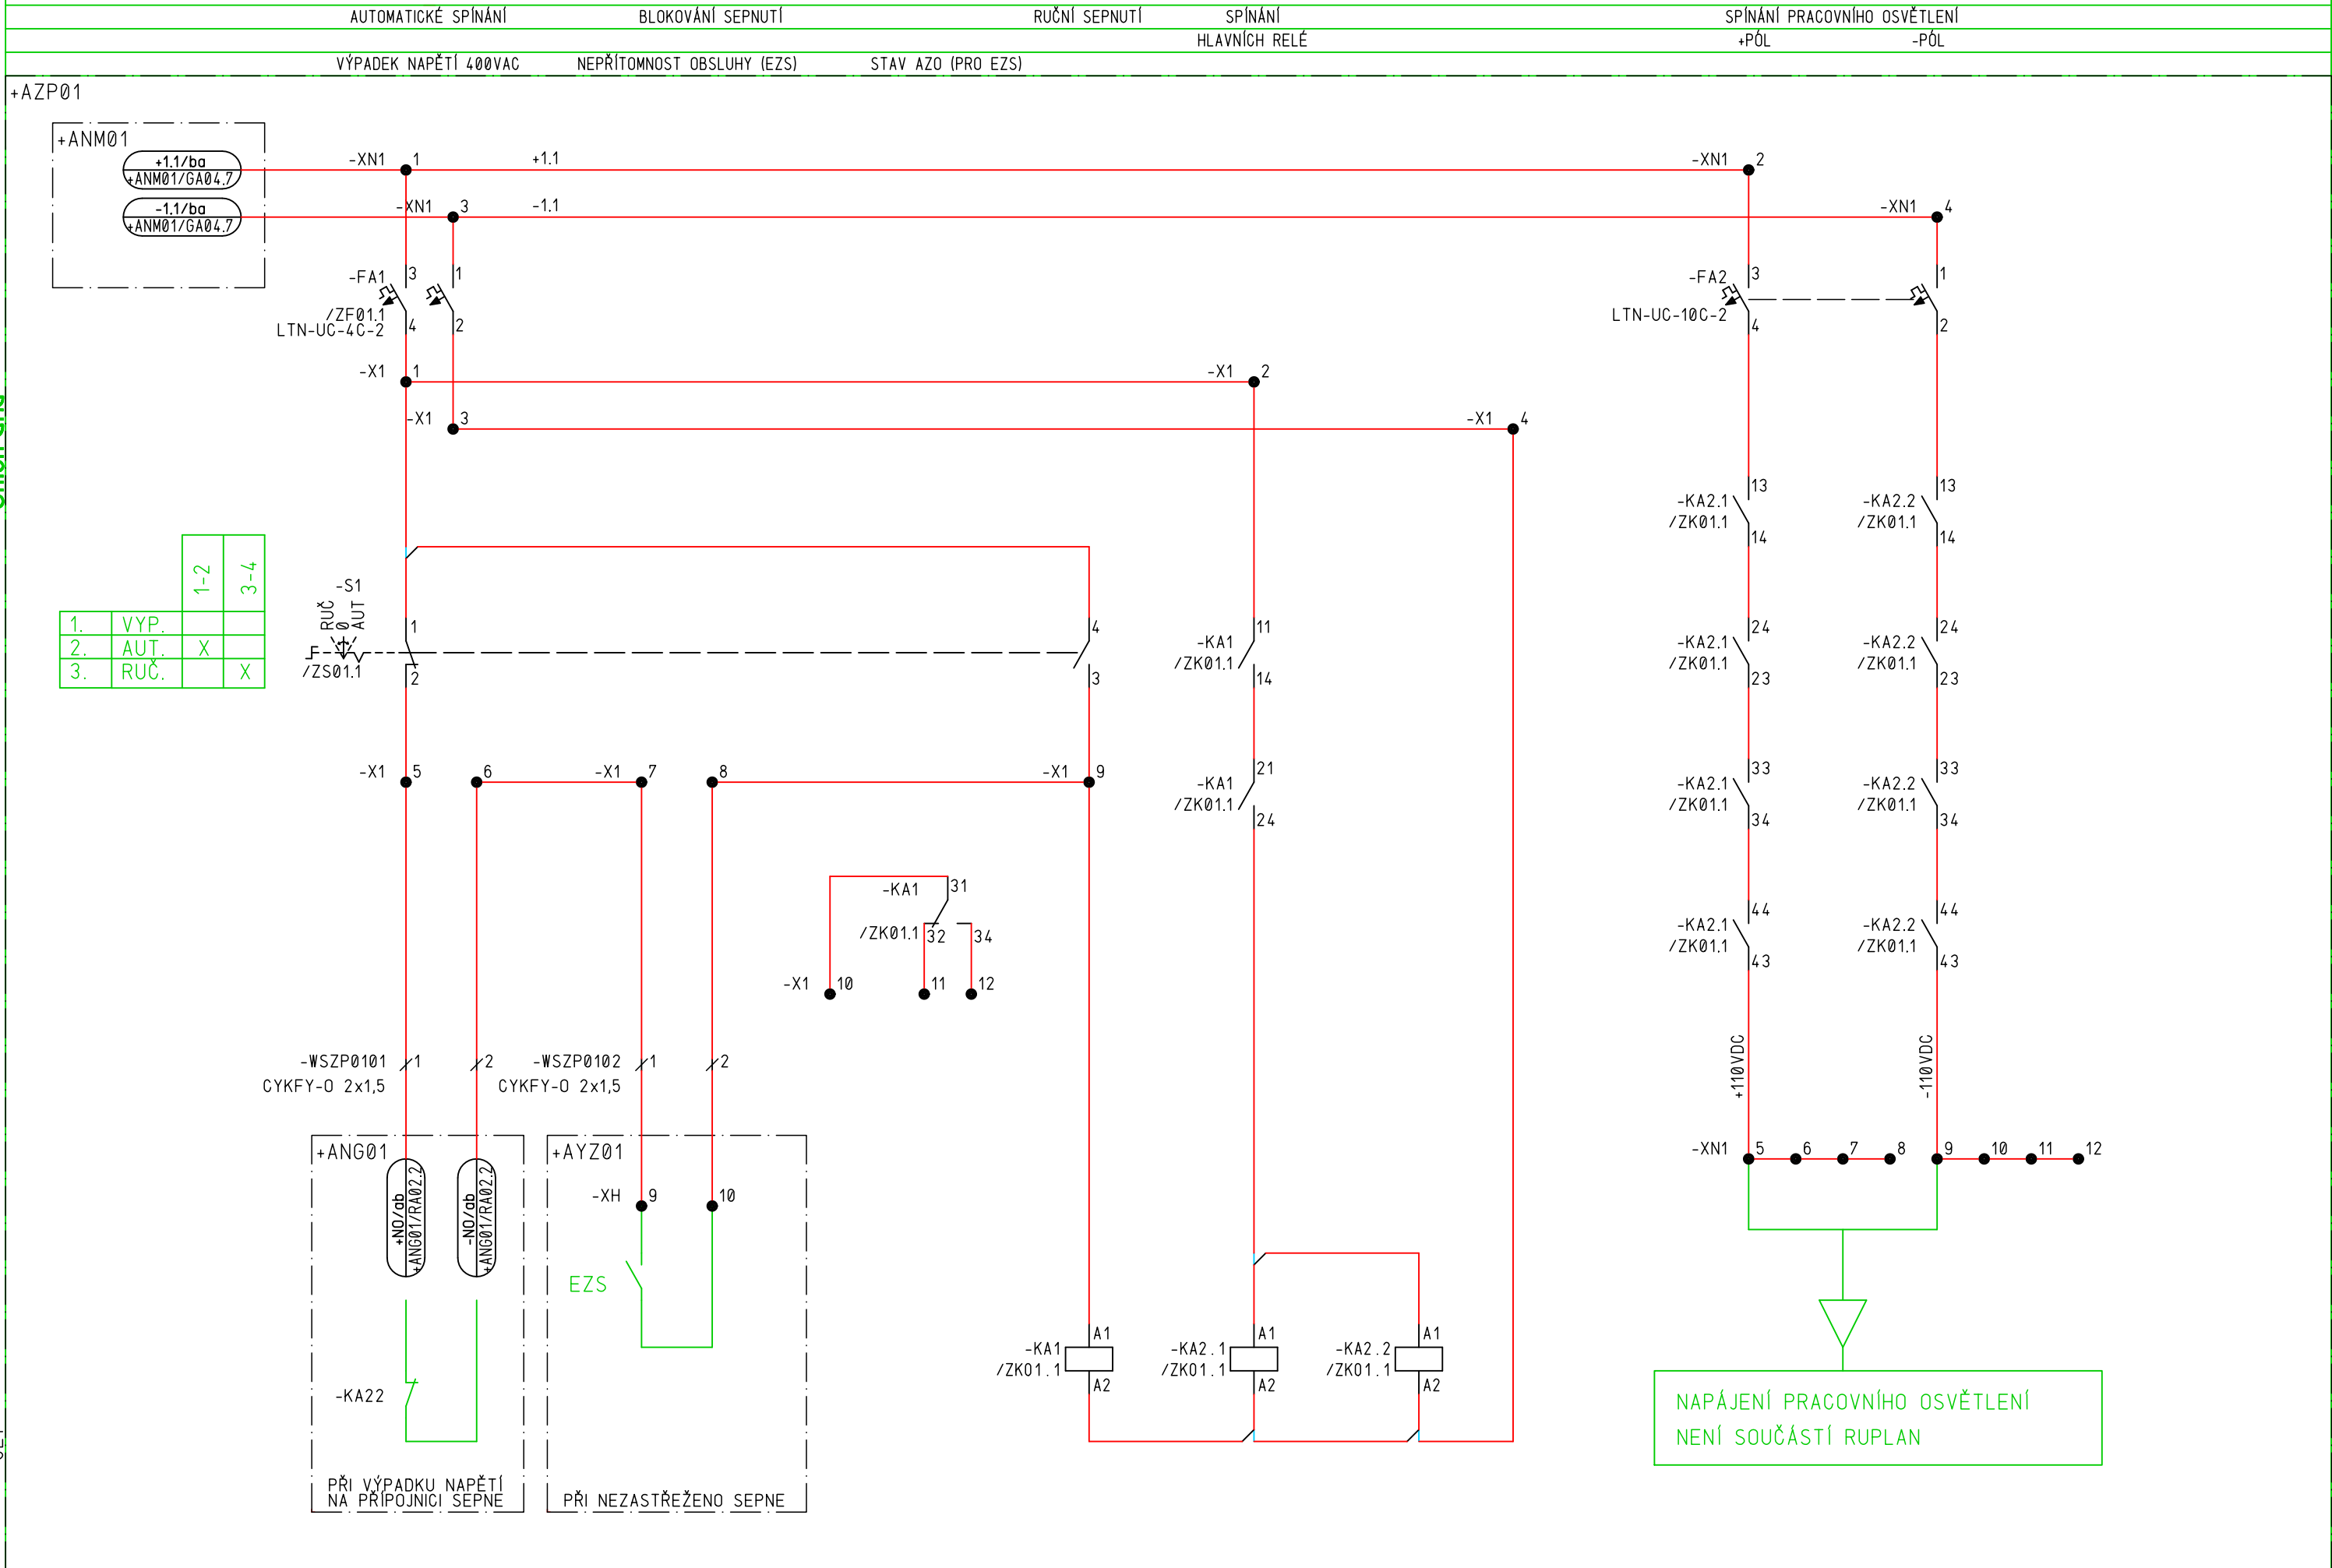 AUTOMATICKÉ SPÍNÁNÍ BLOKOVÁNÍ SEPNUTÍ RUČNÍ SEPNUTÍ SPÍNÁNÍ SPÍNÁNÍ PRACOVNÍHO OSVĚTLENÍ
HLAVNÍCH RELÉ +PÓL -PÓL
VÝPADEK NAPĚTÍ 400VAC NEPŘÍTOMNOST OBSLUHY (EZS) STAV AZO (PRO EZS)
+AZP01
+ANM01
+1.1/ba
+ANM01/GA04.7
-XN1 1 +1.1 -XN1 2
-1.1/ba
+ANM01/GA04.7
-XN1 3 -1.1 -XN1 4
-FA1 3 1 -FA2 3 1
/ZF01.1
LTN-UC-4C-2 4 2 LTN-UC-10C-2 4 2
-X1 1 -X1 2
-X1 3 -X1 4
-KA2.1 13 -KA2.2 13
/ZK01.1 14 /ZK01.1 14
1-2 3-4
1. VYP.
2. AUT. X
3. RUČ. X
-S1
RUČ
0
AUT
/ZS01.1
1 4
2 3
-KA1 11
/ZK01.1 14
-KA2.1 24 -KA2.2 24
/ZK01.1 23 /ZK01.1 23
-X1 5 6 -X1 7 8 -X1 9
-KA1 21
/ZK01.1 24
-KA2.1 33 -KA2.2 33
/ZK01.1 34 /ZK01.1 34
-KA1 31
/ZK01.1 32 34
-X1 10 11 12
-KA2.1 44 -KA2.2 44
/ZK01.1 43 /ZK01.1 43
-WSZP0101 1 2 -WSZP0102 1 2
CYKFY-O 2x1,5 CYKFY-O 2x1,5
+110VDC -110VDC
-XN1 5 6 7 8 9 10 11 12
+ANG01 +AYZ01
+NO/ab
+ANG01/RA02.2
-NO/ab
+ANG01/RA02.2
-XH 9 10
EZS
-KA22
-KA1 A1 -KA2.1 A1 -KA2.2 A1
/ZK01.1 A2 /ZK01.1 A2 /ZK01.1 A2
NAPÁJENÍ PRACOVNÍHO OSVĚTLENÍ
NENÍ SOUČÁSTÍ RUPLAN
PŘI VÝPADKU NAPĚTÍ
NA PŘÍPOJNICI SEPNE
PŘI NEZASTŘEŽENO SEPNE